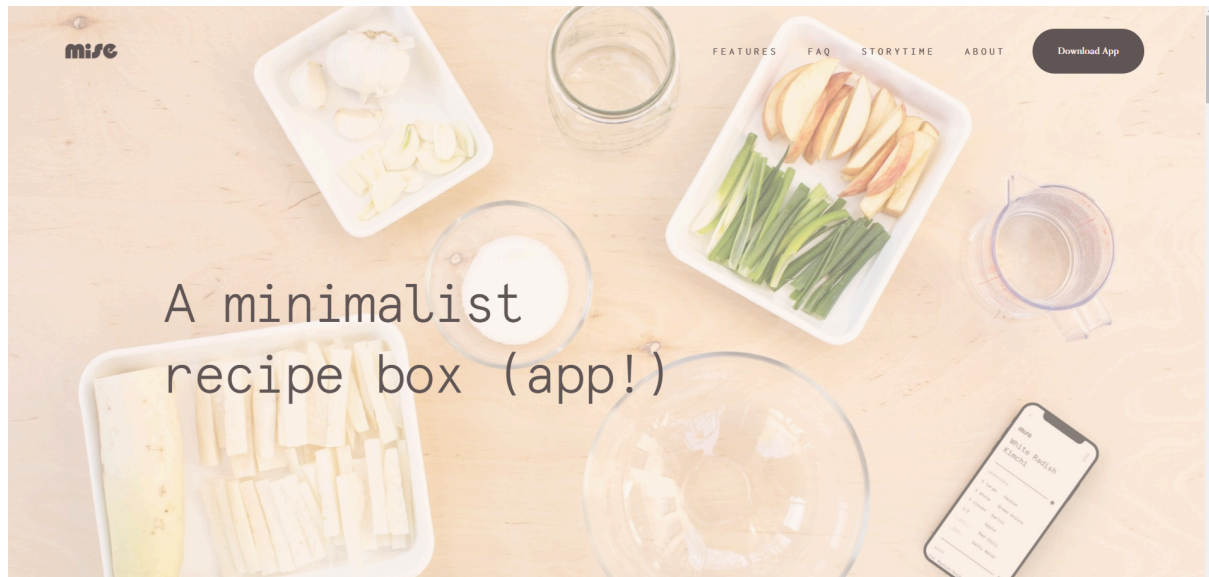 mise
FEATURES
FAQ
STORYTIME
ABOUT
Download App
A minimalist
recipe box (app!)
mise
White Radish
Kimchi